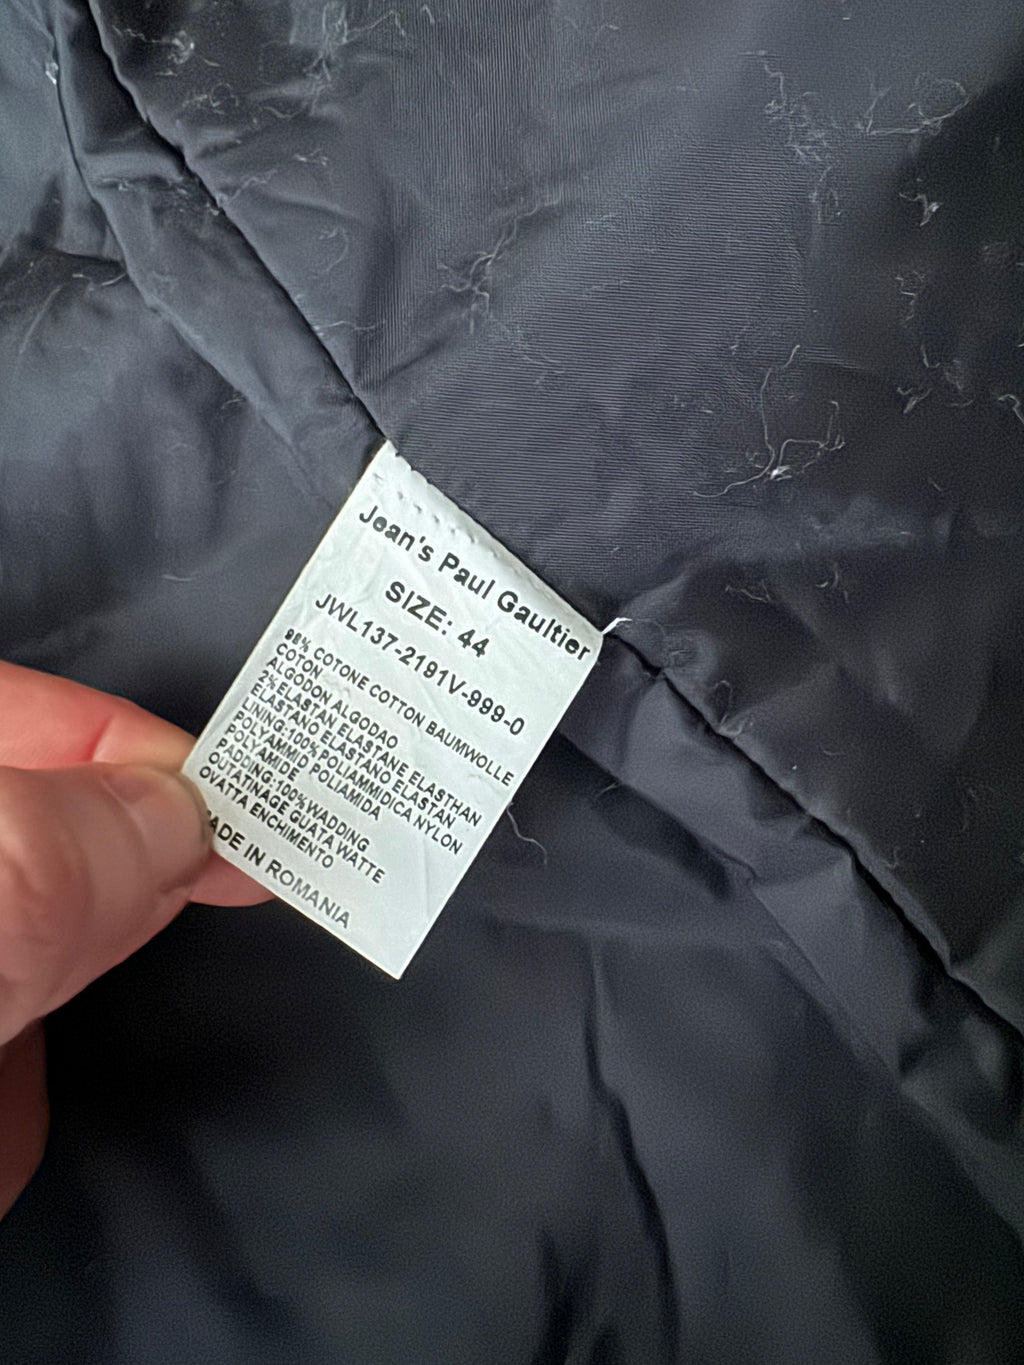 Jean's Paul Gaultier
SIZE: 44
JWL137-2191V-999-0
98% COTONE COTTON BAUMWOLLE
COTON
ALGODON ALGODAO
2% ELASTAN ELASTANE ELASTHAN
ELASTANO ELASTANO ELASTAN
LINING:100% POLIAMMIDICA NYLON
POLYAMMID POLIAMIDA
PADDING:100% WADDING
OUTATINAGE GUATA WATTE
OVATTA ENCHIMENTO
ADE IN ROMANIA